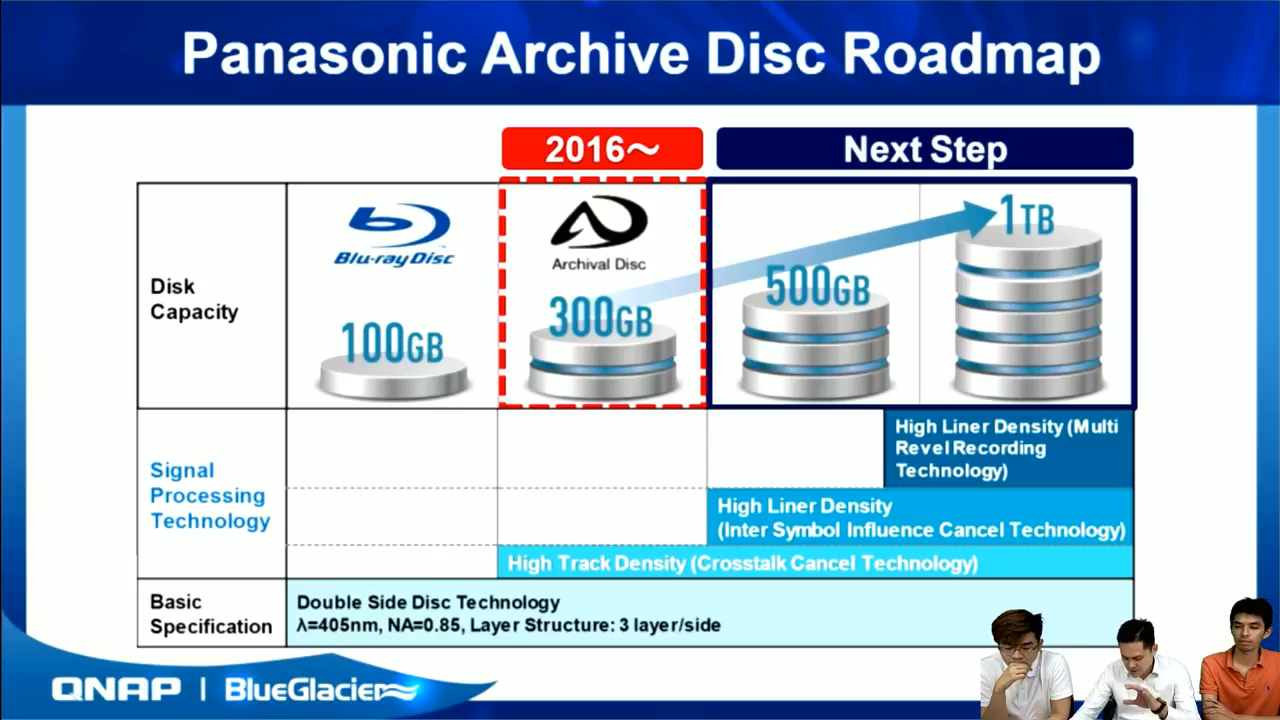 Panasonic Archive Disc Roadmap
2016～
Next Step
Disk
Capacity
Blu-ray Disc
100GB
Archival Disc
300GB
500GB
1TB
Signal
Processing
Technology
High Liner Density (Multi
Revel Recording
Technology)
High Liner Density
(Inter Symbol Influence Cancel Technology)
High Track Density (Crosstalk Cancel Technology)
Basic
Specification
Double Side Disc Technology
λ=405nm, NA=0.85, Layer Structure: 3 layer/side
QNAP | BlueGlacier